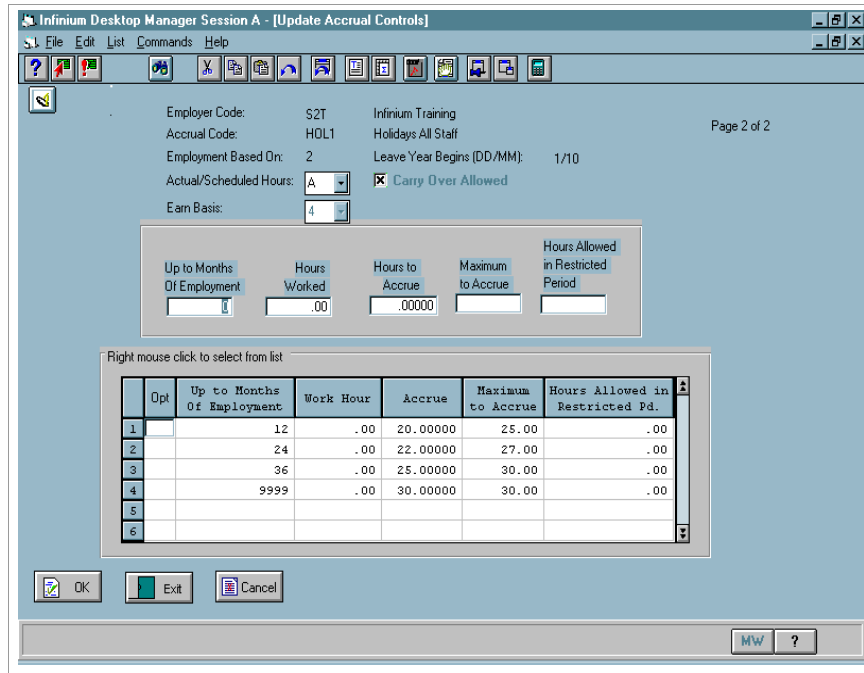 Infinium Desktop Manager Session A - [Update Accrual Controls]
File Edit List Commands Help
Employer Code: S2T Infinium Training
Page 2 of 2
Accrual Code: HOL1 Holidays All Staff
Employment Based On: 2 Leave Year Begins (DD/MM): 1/10
Actual/Scheduled Hours: A Carry Over Allowed
Earn Basis: 4
Up to Months Of Employment
Hours Worked
Hours to Accrue
Maximum to Accrue
Hours Allowed in Restricted Period
0 .00 .00000
Right mouse click to select from list
Opt
Up to Months Of Employment
Work Hour
Accrue
Maximum to Accrue
Hours Allowed in Restricted Pd.
1 12 .00 20.00000 25.00 .00
2 24 .00 22.00000 27.00 .00
3 36 .00 25.00000 30.00 .00
4 9999 .00 30.00000 30.00 .00
5
6
OK Exit Cancel
MW ?